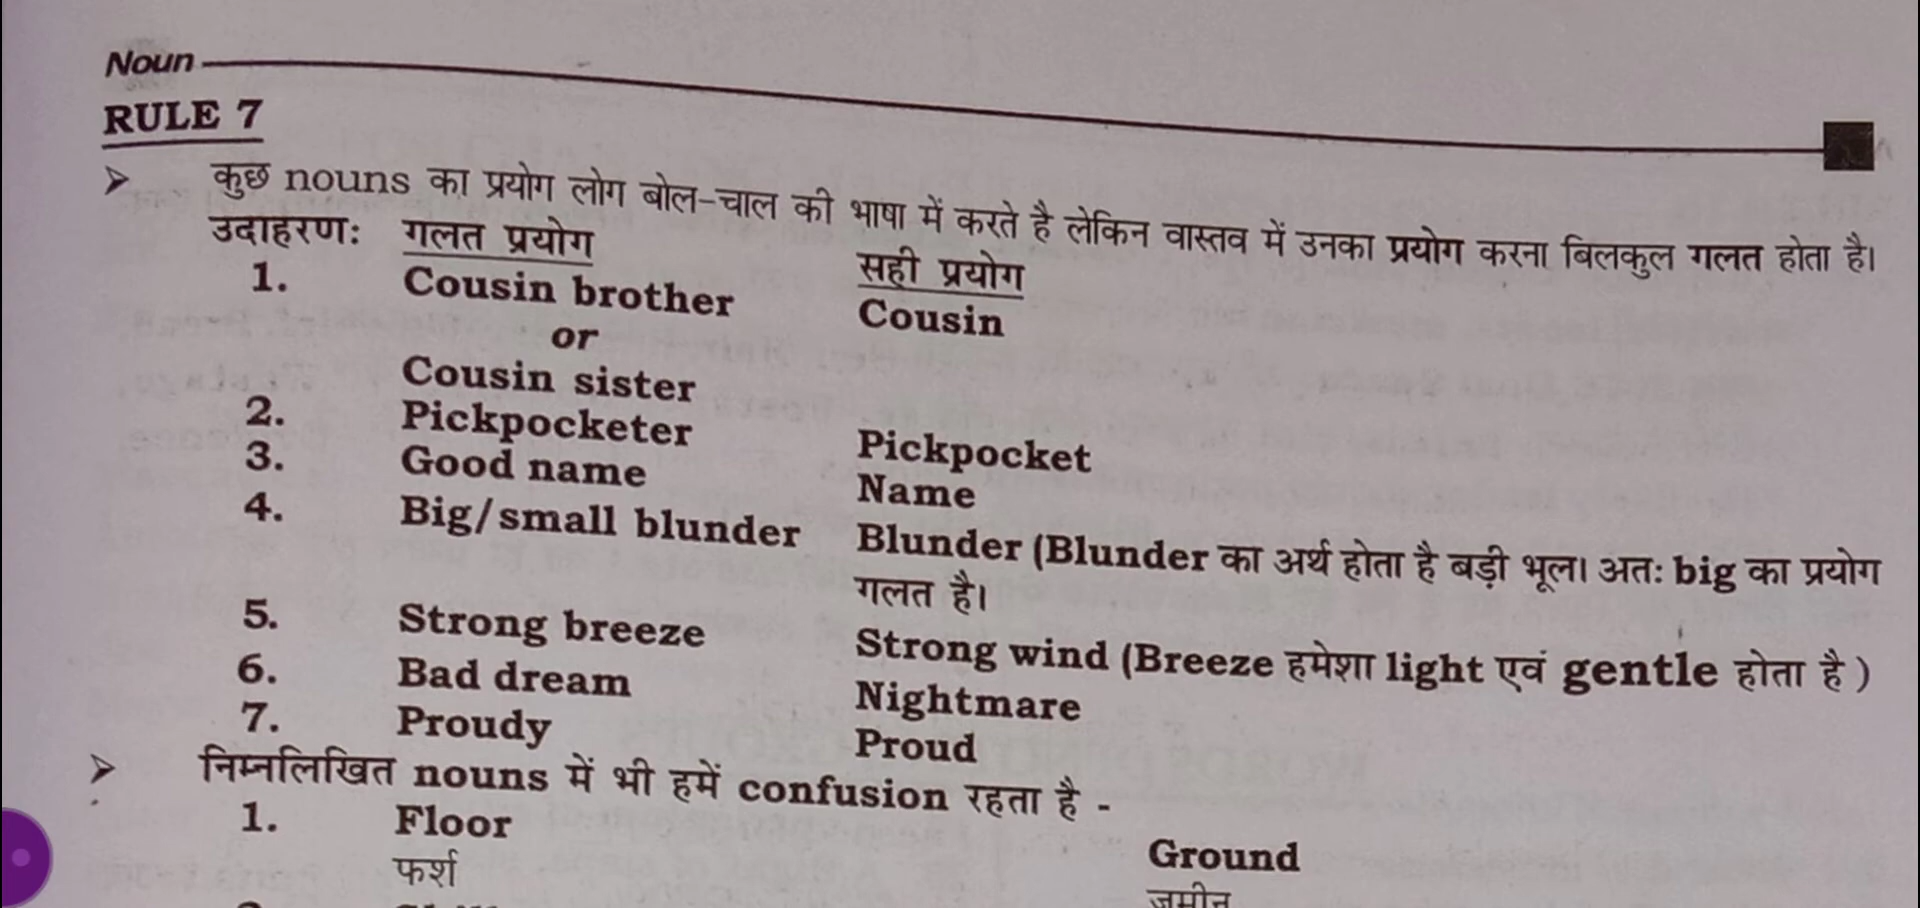 Noun
RULE 7
➢ कुछ nouns का प्रयोग लोग बोल-चाल की भाषा में करते है लेकिन वास्तव में उनका प्रयोग करना बिलकुल गलत होता है।
उदाहरण: गलत प्रयोग सही प्रयोग
1. Cousin brother Cousin
or
Cousin sister
2. Pickpocketer Pickpocket
3. Good name Name
4. Big/small blunder Blunder (Blunder का अर्थ होता है बड़ी भूल। अत: big का प्रयोग
गलत है।
5. Strong breeze Strong wind (Breeze हमेशा light एवं gentle होता है )
6. Bad dream Nightmare
7. Proudy Proud
➢ निम्नलिखित nouns में भी हमें confusion रहता है -
1. Floor Ground
फर्श जमीन